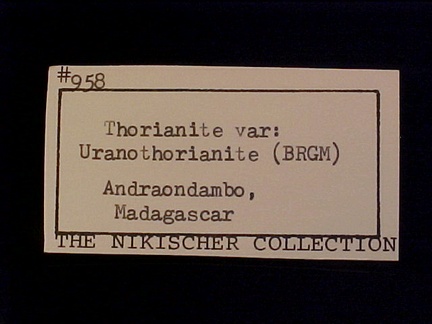 #958
Thorianite var:
Uranothorianite (BRGM)
Andraondambo,
Madagascar
THE NIKISCHER COLLECTION